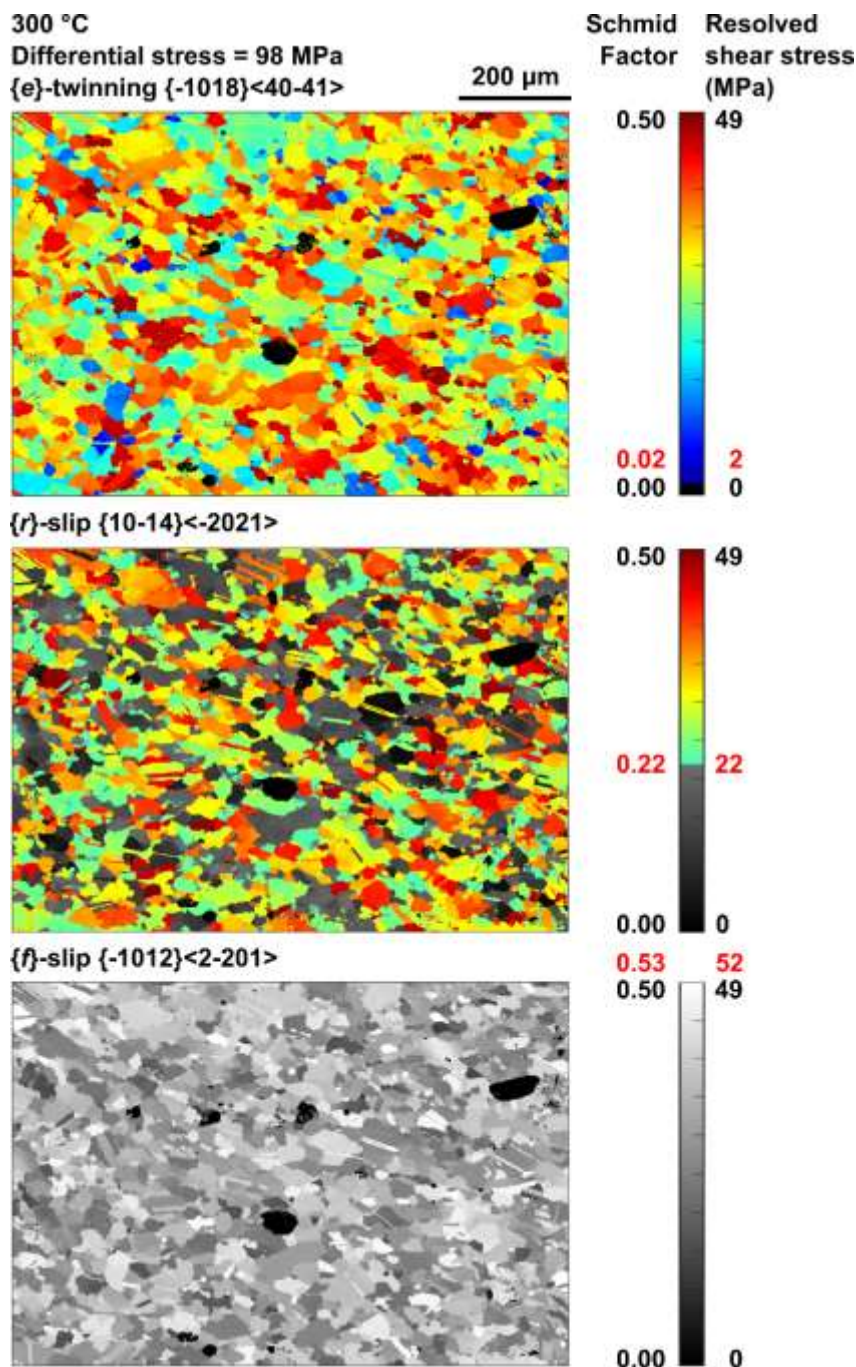 300 °C
Differential stress = 98 MPa
{e}-twinning {-1018}<40-41>
200 µm
Schmid Factor
Resolved shear stress (MPa)
0.50 49
0.02 2
0.00 0
{r}-slip {10-14}<-2021>
0.50 49
0.22 22
0.00 0
{f}-slip {-1012}<2-201>
0.53 52
0.50 49
0.00 0